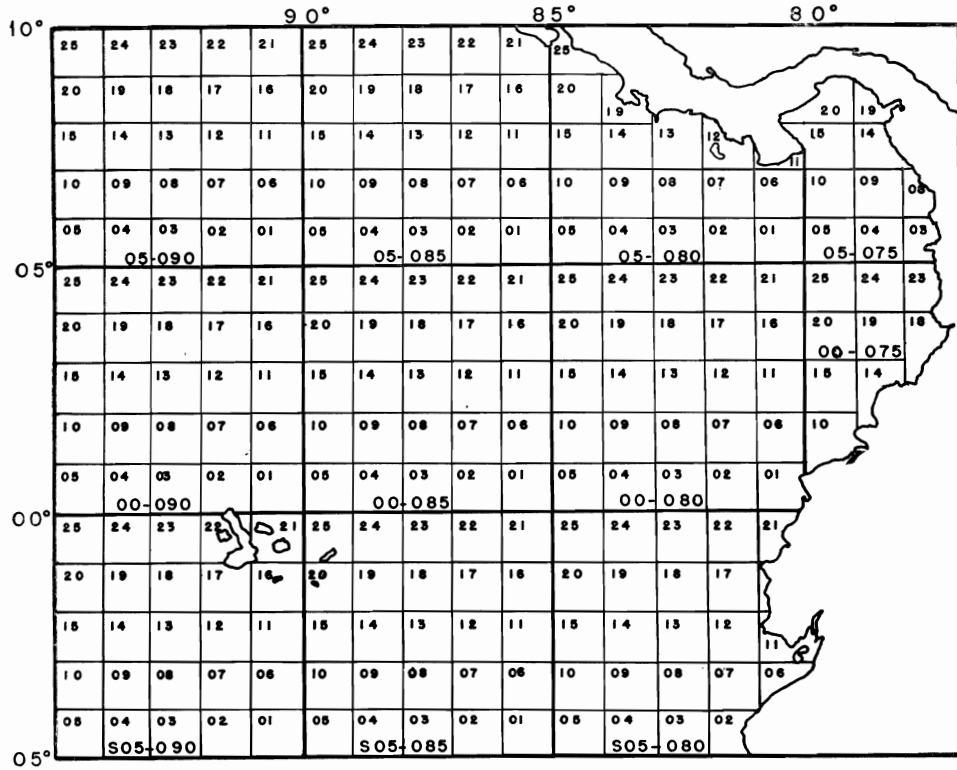 90° 85° 80°
10°
25 24 23 22 21 25 24 23 22 21 25
20 19 18 17 16 20 19 18 17 16 20 19 20 19
15 14 13 12 11 15 14 13 12 11 15 14 13 12 11 15 14
10 09 08 07 06 10 09 08 07 06 10 09 08 07 06 10 09 08
05 04 03 02 01 05 04 03 02 01 05 04 03 02 01 05 04 03
05-090 05-085 05-080 05-075
05°
25 24 23 22 21 25 24 23 22 21 25 24 23 22 21 25 24 23
20 19 18 17 16 20 19 18 17 16 20 19 18 17 16 20 19 18
00-075
15 14 13 12 11 15 14 13 12 11 15 14 13 12 11 15 14
10 09 08 07 06 10 09 08 07 06 10 09 08 07 06 10
05 04 03 02 01 05 04 03 02 01 05 04 03 02 01
00-090 00-085 00-080
00°
25 24 23 22 21 25 24 23 22 21 25 24 23 22 21
20 19 18 17 16 20 19 18 17 16 20 19 18 17
15 14 13 12 11 15 14 13 12 11 15 14 13 12
11
10 09 08 07 06 10 09 08 07 06 10 09 08 07 06
05 04 03 02 01 05 04 03 02 01 05 04 03 02
S05-090 S05-085 S05-080
05°